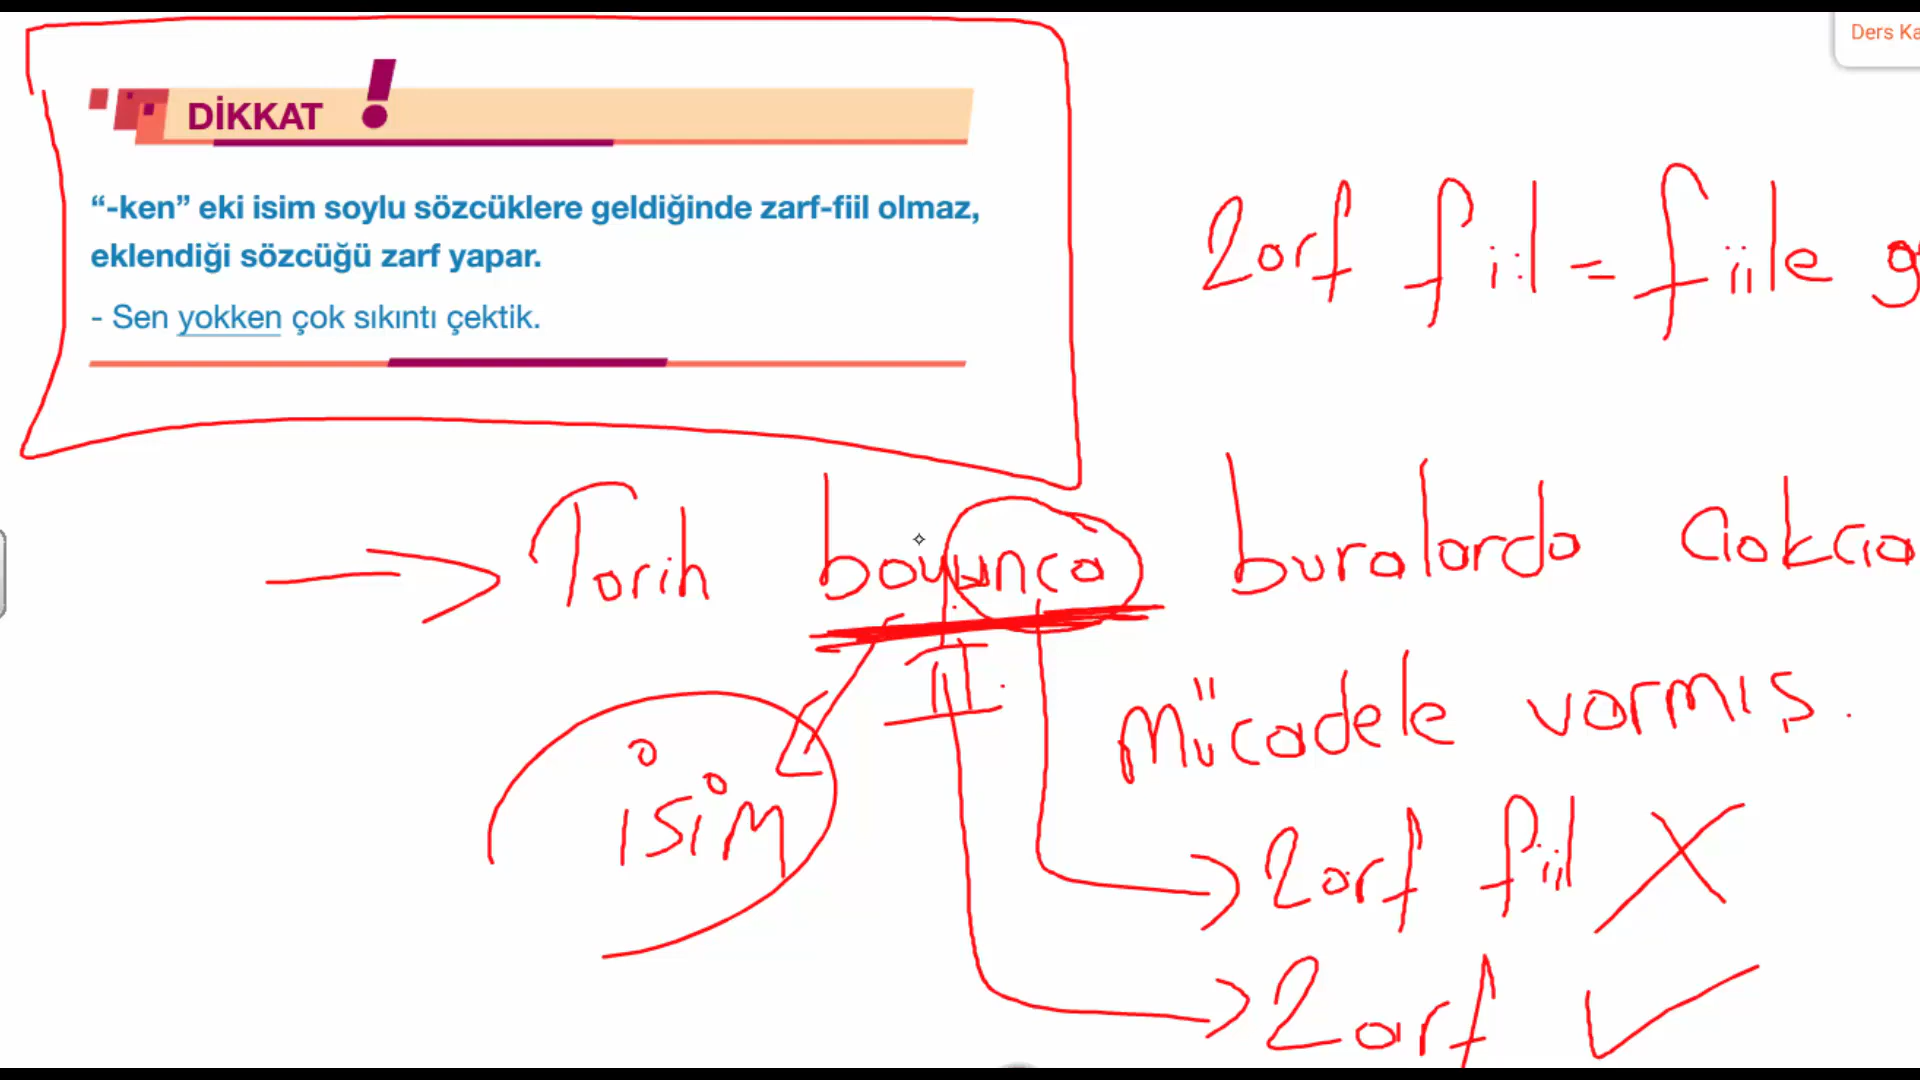 Ders Ka
DİKKAT !
“-ken” eki isim soylu sözcüklere geldiğinde zarf-fiil olmaz,
eklendiği sözcüğü zarf yapar.
- Sen yokken çok sıkıntı çektik.
Zarf fiil = fiile g
Tarih boyunca buralarda
II.
mücadele varmış.
isim
Zarf fiil X
Zarf ✓